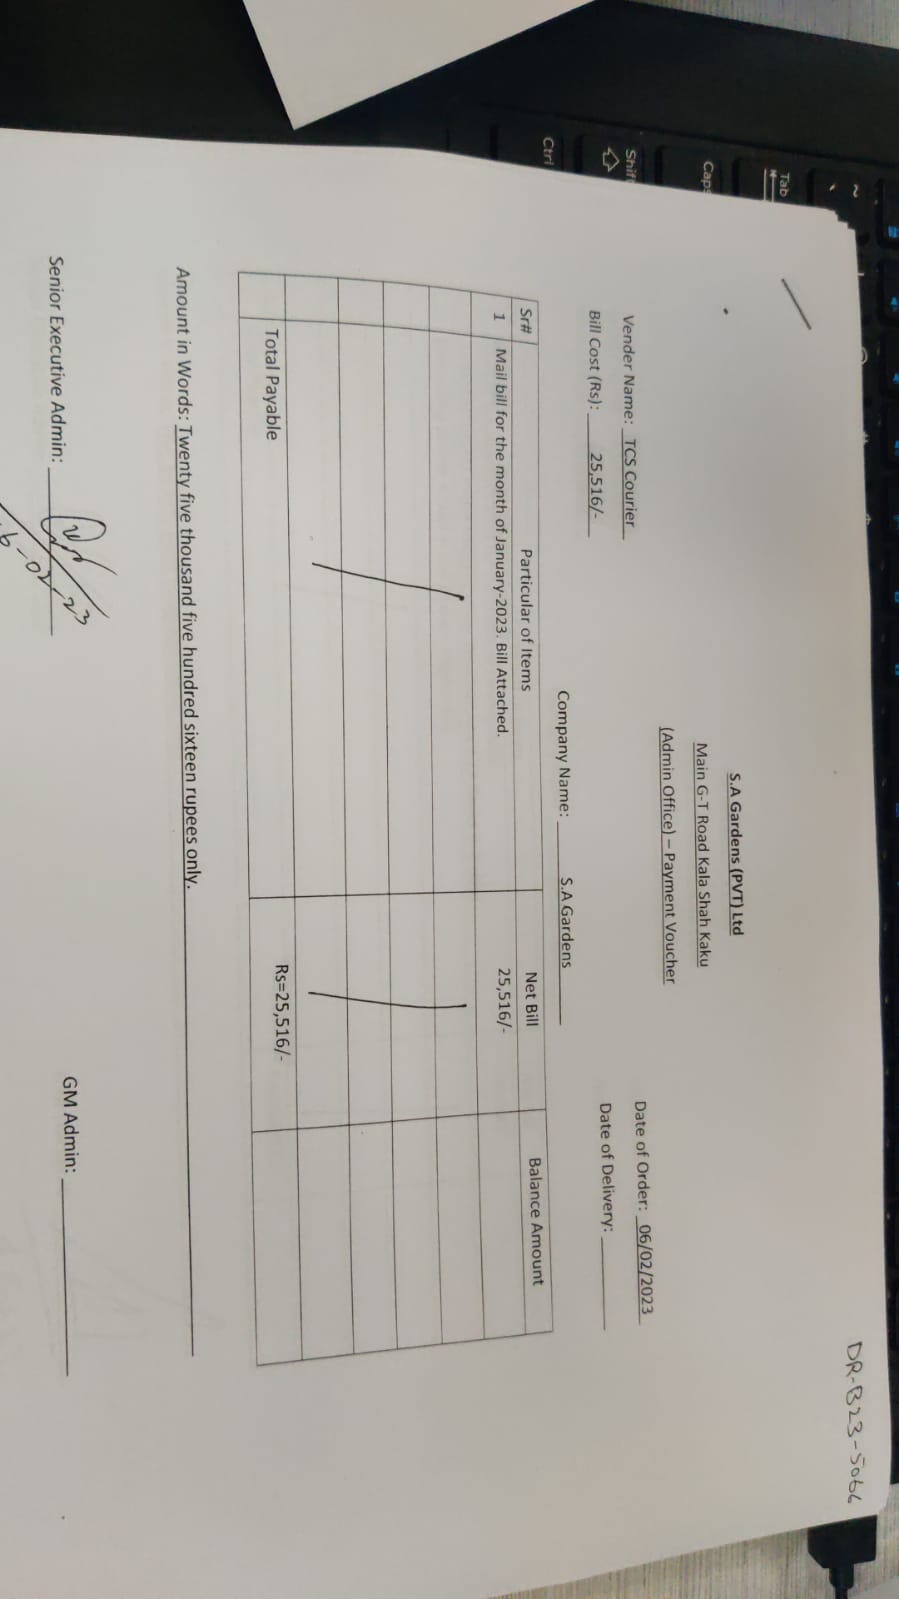 DR-B23-5066
S.A Gardens (PVT) Ltd
Main G-T Road Kala Shah Kaku
(Admin Office) – Payment Voucher
Vender Name: TCS Courier Date of Order: 06/02/2023
Bill Cost (Rs): 25,516/- Date of Delivery:
Company Name: S.A Gardens
Sr# Particular of Items Net Bill Balance Amount
1 Mail bill for the month of January-2023. Bill Attached. 25,516/-
Total Payable Rs=25,516/-
Amount in Words: Twenty five thousand five hundred sixteen rupees only.
Senior Executive Admin: GM Admin:
Tab
Caps
Shift
Ctrl